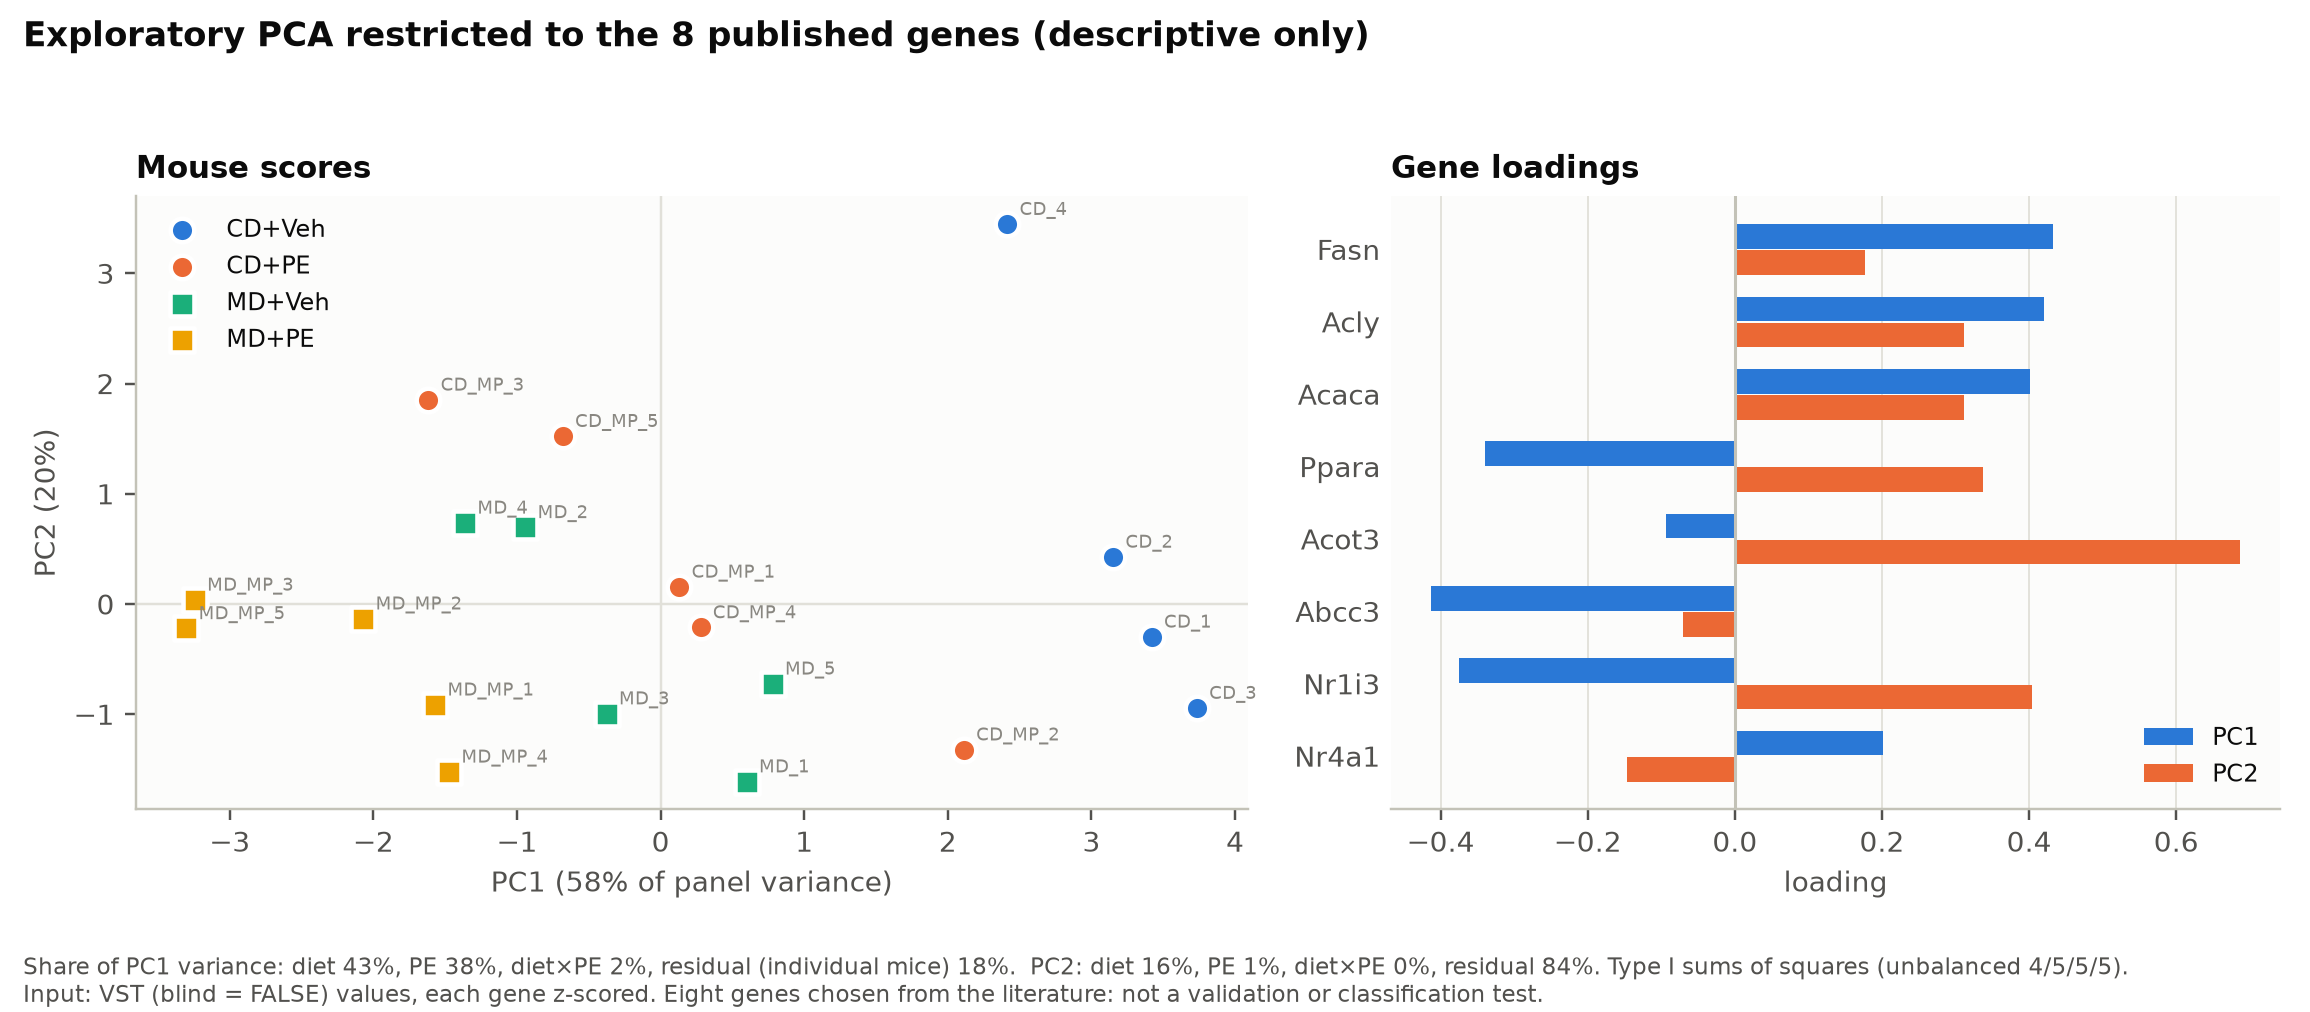 Exploratory PCA restricted to the 8 published genes (descriptive only)
Mouse scores
CD+Veh
CD+PE
MD+Veh
MD+PE
CD_4
CD_MP_3
CD_MP_5
MD_4
MD_2
CD_2
MD_MP_3
MD_MP_5
MD_MP_2
CD_MP_1
CD_MP_4
CD_1
MD_5
MD_MP_1
MD_3
CD_3
CD_MP_2
MD_MP_4
MD_1
3
2
1
0
−1
PC2 (20%)
−3
−2
−1
0
1
2
3
4
PC1 (58% of panel variance)
Gene loadings
Fasn
Acly
Acaca
Ppara
Acot3
Abcc3
Nr1i3
Nr4a1
PC1
PC2
−0.4
−0.2
0.0
0.2
0.4
0.6
loading
Share of PC1 variance: diet 43%, PE 38%, diet×PE 2%, residual (individual mice) 18%.  PC2: diet 16%, PE 1%, diet×PE 0%, residual 84%. Type I sums of squares (unbalanced 4/5/5/5).
Input: VST (blind = FALSE) values, each gene z-scored. Eight genes chosen from the literature: not a validation or classification test.